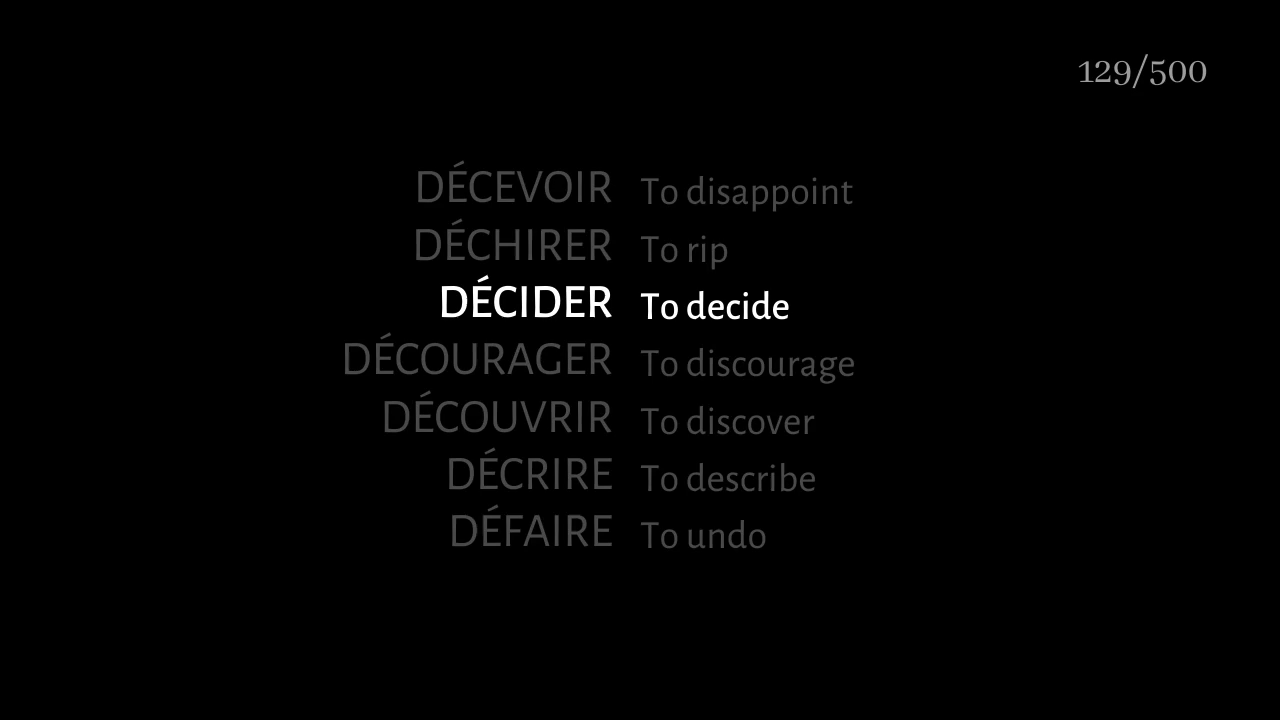 129/500
DÉCEVOIR To disappoint
DÉCHIRER To rip
DÉCIDER To decide
DÉCOURAGER To discourage
DÉCOUVRIR To discover
DÉCRIRE To describe
DÉFAIRE To undo